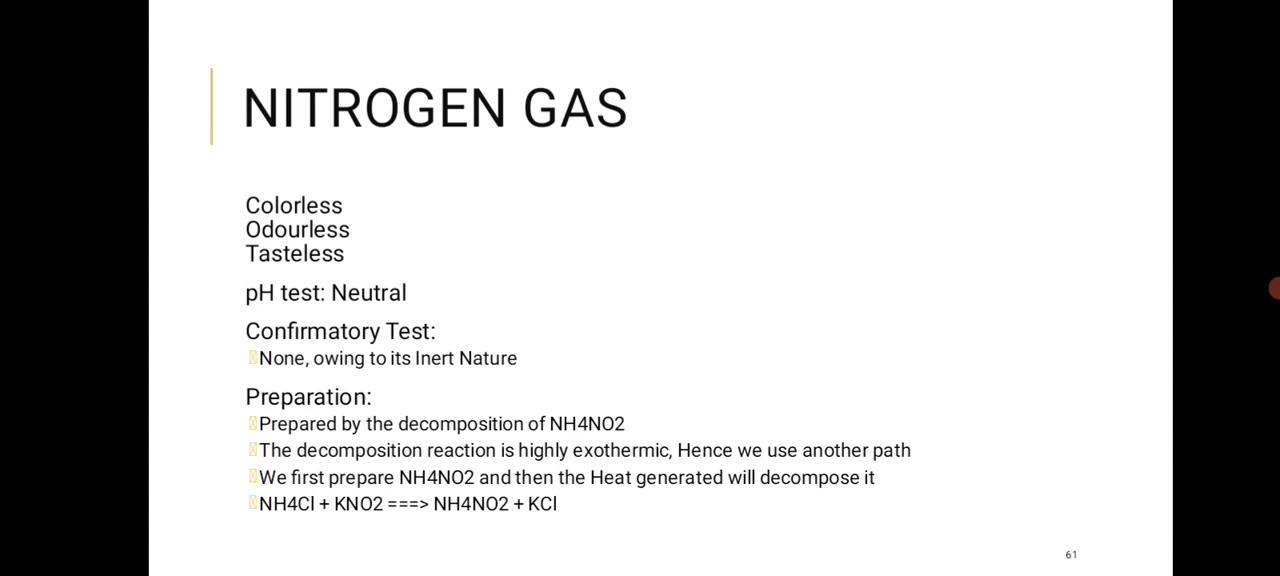 NITROGEN GAS
Colorless
Odourless
Tasteless
pH test: Neutral
Confirmatory Test:
None, owing to its Inert Nature
Preparation:
Prepared by the decomposition of NH4NO2
The decomposition reaction is highly exothermic, Hence we use another path
We first prepare NH4NO2 and then the Heat generated will decompose it
NH4Cl + KNO2 ===> NH4NO2 + KCl
61